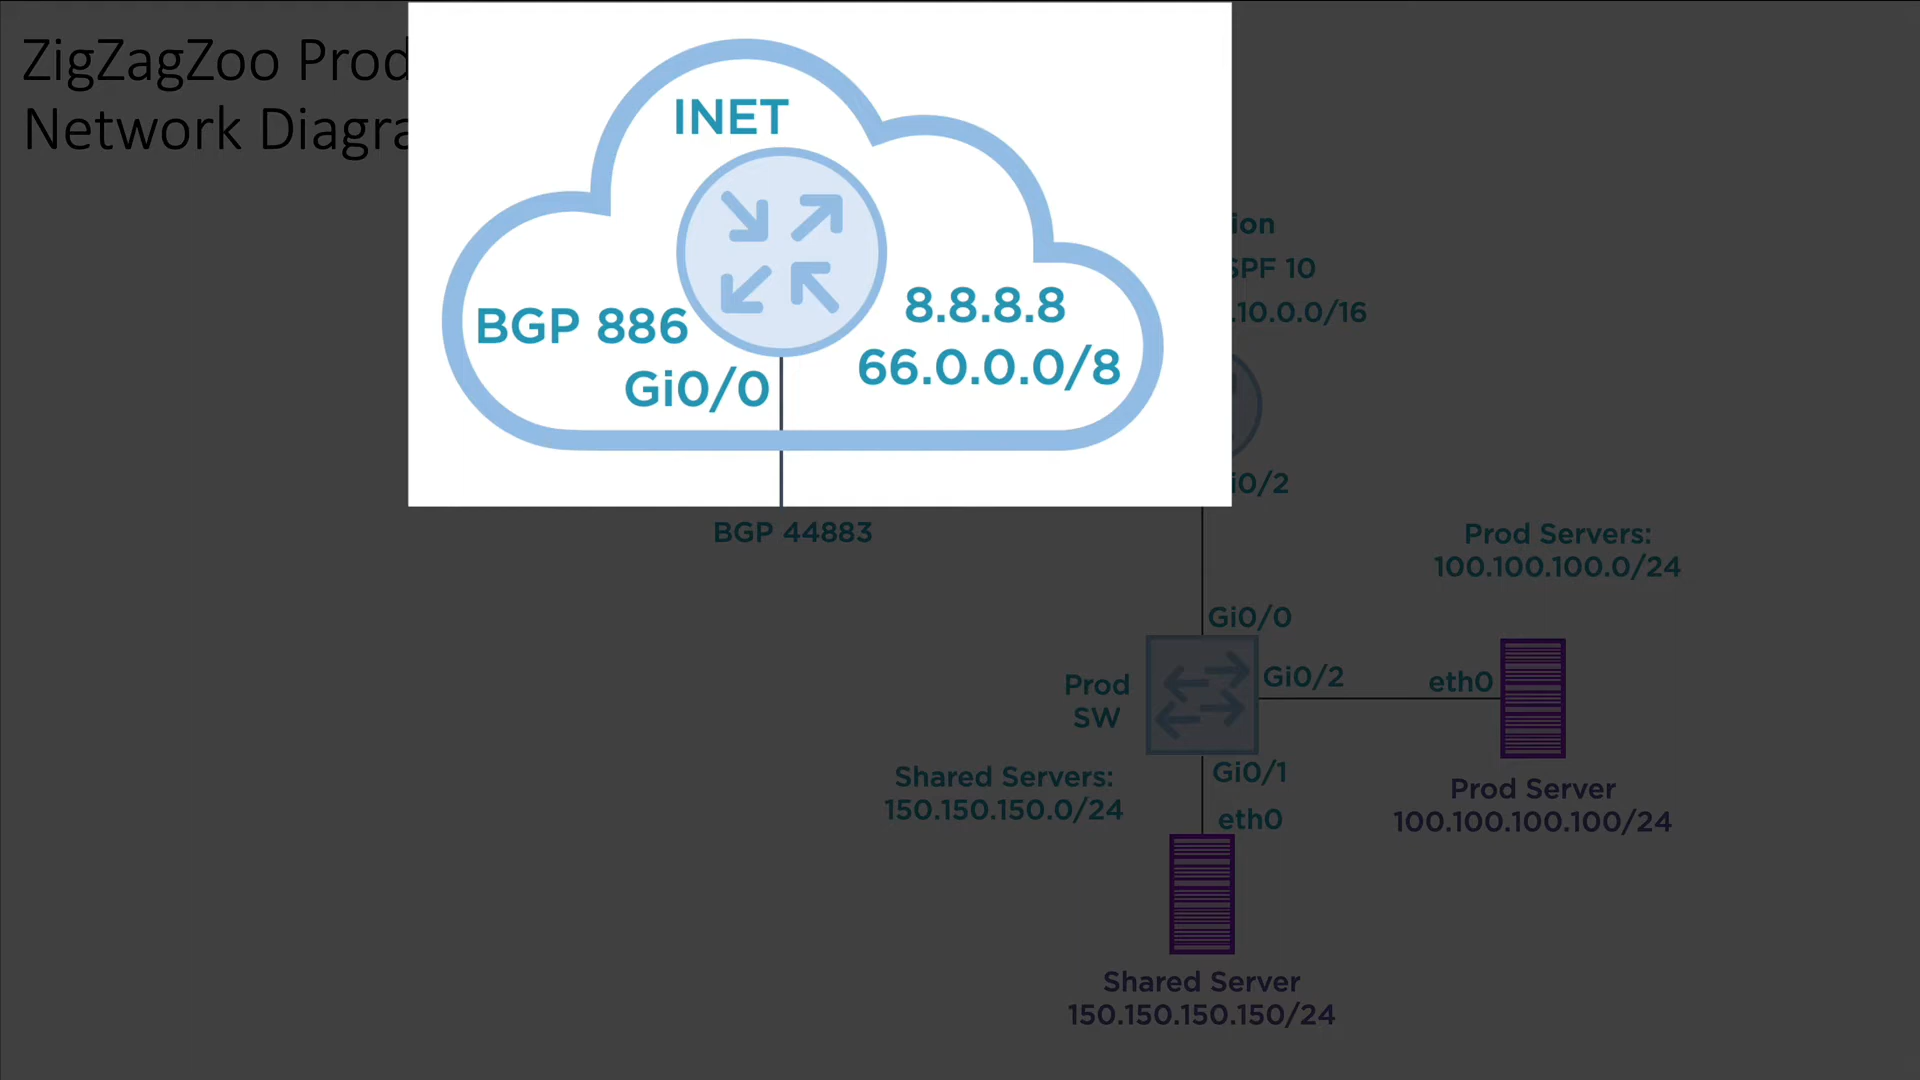 ZigZagZoo Prod
Network Diagra
INET
BGP 886
Gi0/0
8.8.8.8
66.0.0.0/8
ion
SPF 10
.10.0.0/16
i0/2
BGP 44883
Prod Servers:
100.100.100.0/24
Gi0/0
Gi0/2
eth0
Prod
SW
Gi0/1
Shared Servers:
150.150.150.0/24
eth0
Prod Server
100.100.100.100/24
Shared Server
150.150.150.150/24